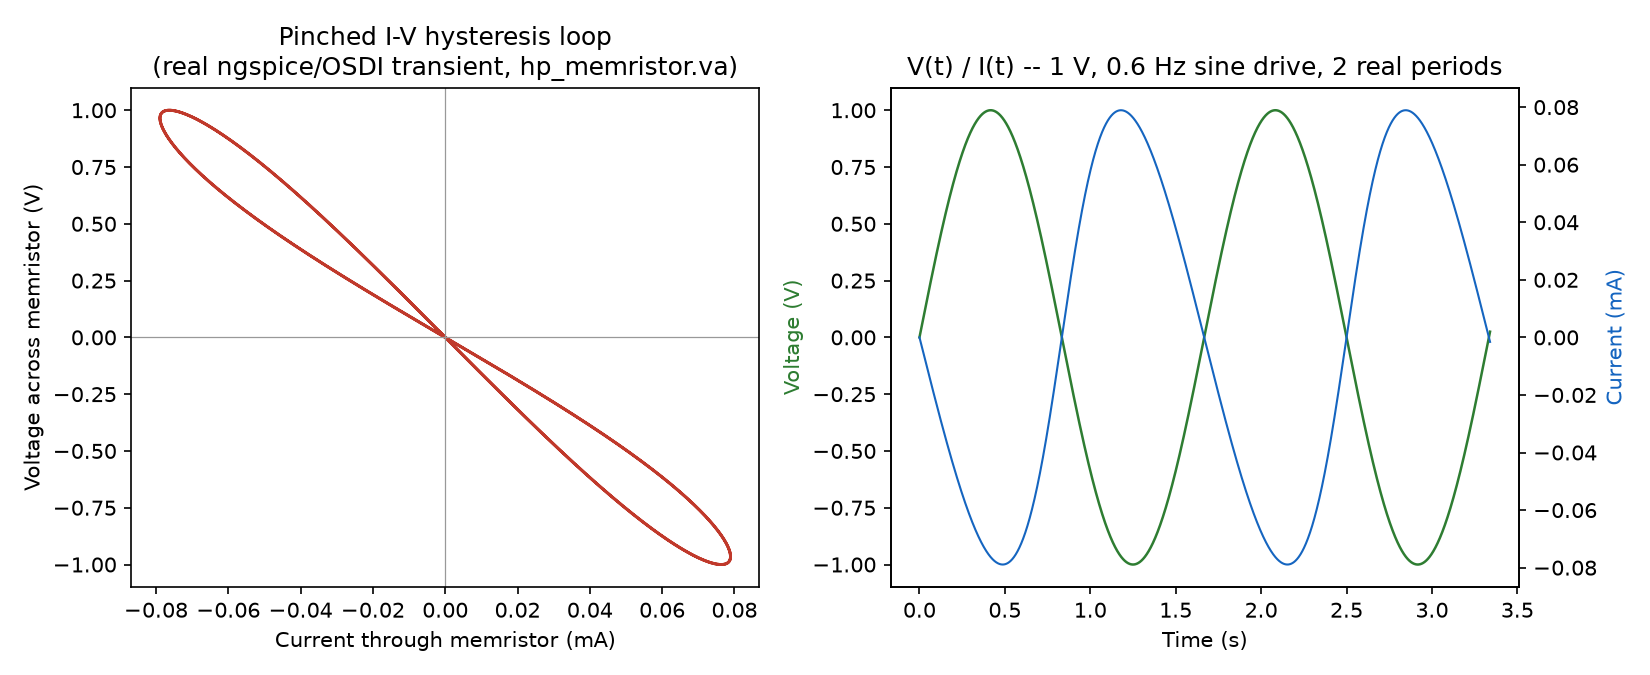 Pinched I-V hysteresis loop
(real ngspice/OSDI transient, hp_memristor.va)
Voltage across memristor (V)
1.00
0.75
0.50
0.25
0.00
−0.25
−0.50
−0.75
−1.00
−0.08 −0.06 −0.04 −0.02 0.00 0.02 0.04 0.06 0.08
Current through memristor (mA)
V(t) / I(t) -- 1 V, 0.6 Hz sine drive, 2 real periods
Voltage (V)
1.00
0.75
0.50
0.25
0.00
−0.25
−0.50
−0.75
−1.00
0.0 0.5 1.0 1.5 2.0 2.5 3.0 3.5
Time (s)
0.08
0.06
0.04
0.02
0.00
−0.02
−0.04
−0.06
−0.08
Current (mA)